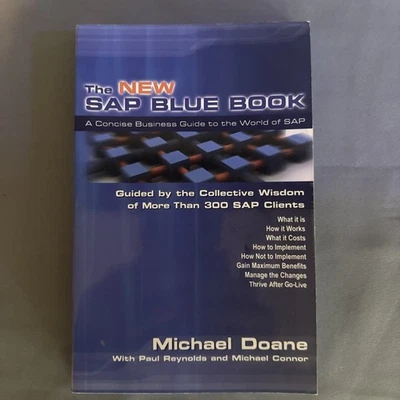 The NEW
SAP BLUE BOOK
A Concise Business Guide to the World of SAP
Guided by the Collective Wisdom
of More Than 300 SAP Clients
What it is
How it Works
What it Costs
How to Implement
How Not to Implement
Gain Maximum Benefits
Manage the Changes
Thrive After Go-Live
Michael Doane
With Paul Reynolds and Michael Connor